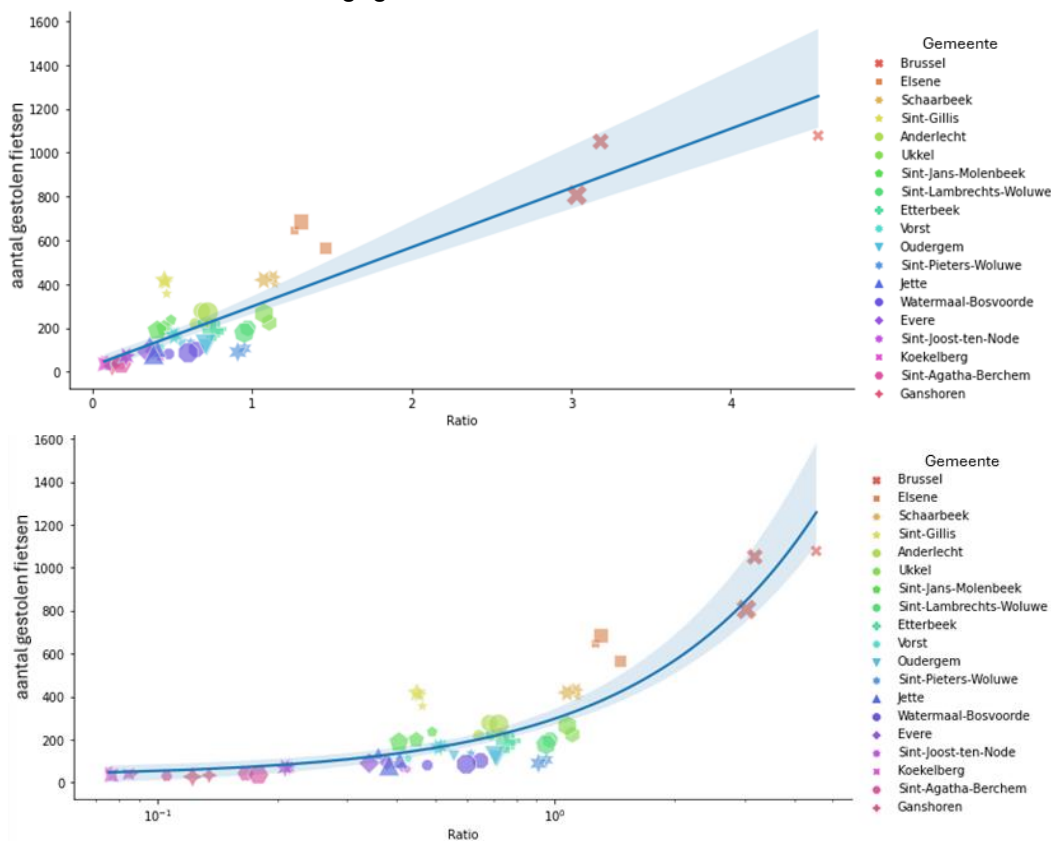 1600
1400
1200
1000
800
600
400
200
0
aantal gestolen fietsen
0 1 2 3 4
Ratio
Gemeente
Brussel
Elsene
Schaarbeek
Sint-Gillis
Anderlecht
Ukkel
Sint-Jans-Molenbeek
Sint-Lambrechts-Woluwe
Etterbeek
Vorst
Oudergem
Sint-Pieters-Woluwe
Jette
Watermaal-Bosvoorde
Evere
Sint-Joost-ten-Node
Koekelberg
Sint-Agatha-Berchem
Ganshoren
1600
1400
1200
1000
800
600
400
200
0
aantal gestolen fietsen
10⁻¹ 10⁰
Ratio
Gemeente
Brussel
Elsene
Schaarbeek
Sint-Gillis
Anderlecht
Ukkel
Sint-Jans-Molenbeek
Sint-Lambrechts-Woluwe
Etterbeek
Vorst
Oudergem
Sint-Pieters-Woluwe
Jette
Watermaal-Bosvoorde
Evere
Sint-Joost-ten-Node
Koekelberg
Sint-Agatha-Berchem
Ganshoren